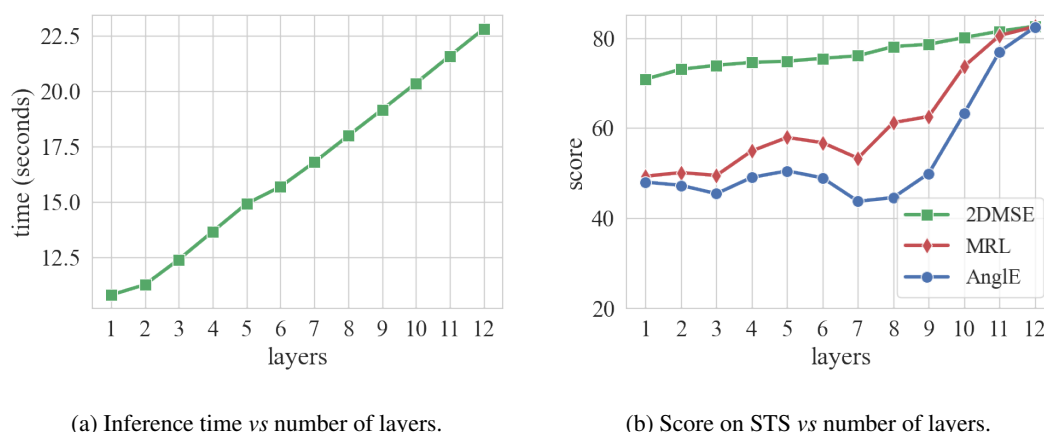 22.5
20.0
17.5
15.0
12.5
time (seconds)
1 2 3 4 5 6 7 8 9 10 11 12
layers
(a) Inference time vs number of layers.
80
60
40
20
score
2DMSE
MRL
AnglE
1 2 3 4 5 6 7 8 9 10 11 12
layers
(b) Score on STS vs number of layers.